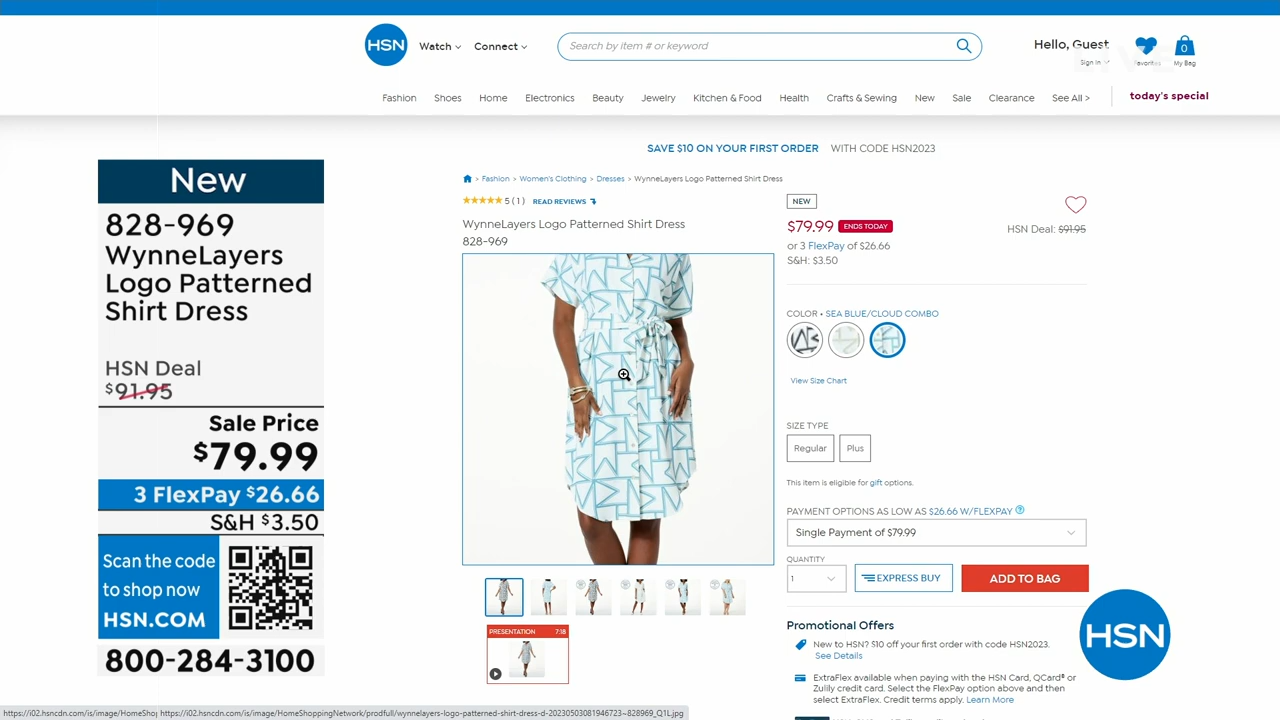 HSN
Watch
Connect
Search by item # or keyword
Hello, Guest
Sign In
Favorites
0
My Bag
Fashion
Shoes
Home
Electronics
Beauty
Jewelry
Kitchen & Food
Health
Crafts & Sewing
New
Sale
Clearance
See All >
today's special
SAVE $10 ON YOUR FIRST ORDER WITH CODE HSN2023
New
828-969
WynneLayers
Logo Patterned
Shirt Dress
HSN Deal
$91.95
Sale Price
$79.99
3 FlexPay $26.66
S&H $3.50
Scan the code
to shop now
HSN.COM
800-284-3100
> Fashion > Women's Clothing > Dresses > WynneLayers Logo Patterned Shirt Dress
5 (1) READ REVIEWS
WynneLayers Logo Patterned Shirt Dress
828-969
PRESENTATION 7:18
NEW
$79.99 ENDS TODAY
HSN Deal: $91.95
or 3 FlexPay of $26.66
S&H: $3.50
COLOR • SEA BLUE/CLOUD COMBO
View Size Chart
SIZE TYPE
Regular
Plus
This item is eligible for gift options.
PAYMENT OPTIONS AS LOW AS $26.66 W/FLEXPAY ?
Single Payment of $79.99
QUANTITY
1
EXPRESS BUY
ADD TO BAG
Promotional Offers
New to HSN? $10 off your first order with code HSN2023.
See Details
ExtraFlex available when paying with the HSN Card, QCard® or
Zulily credit card. Select the FlexPay option above and then
select ExtraFlex. Credit terms apply. Learn More
HSN
https://i02.hsncdn.com/is/image/HomeShop
https://i02.hsncdn.com/is/image/HomeShoppingNetwork/prodfull/wynnelayers-logo-patterned-shirt-dress-d-20230503081946723~828969_Q1L.jpg